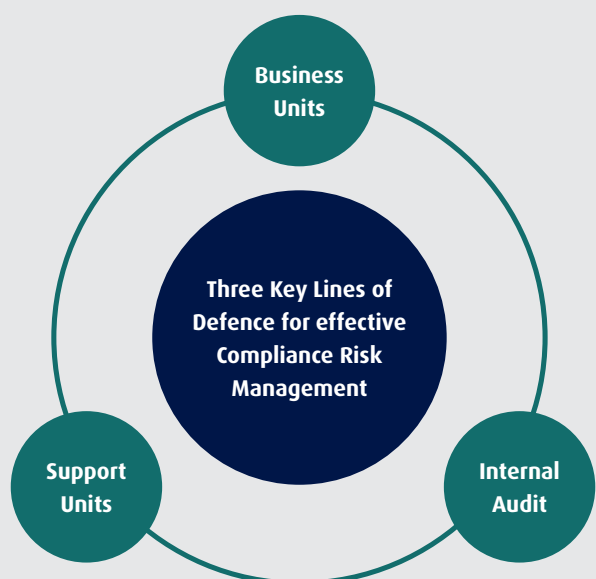 Business
Units
Three Key Lines of
Defence for effective
Compliance Risk
Management
Support
Units
Internal
Audit